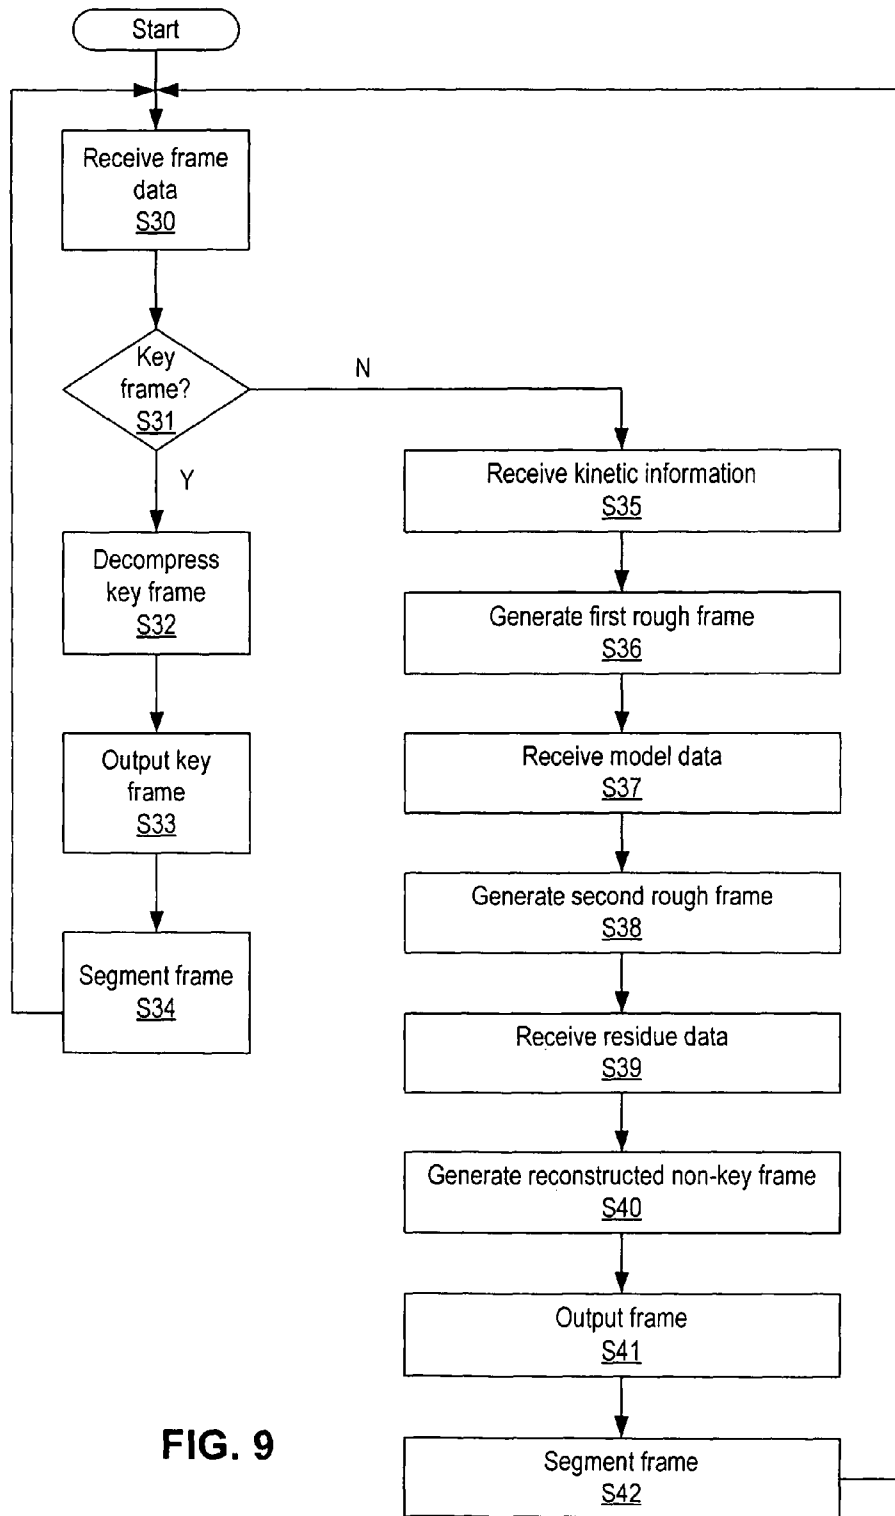 Start
Receive frame
data
S30
Key
frame?
S31
N
Y
Decompress
key frame
S32
Output key
frame
S33
Segment frame
S34
Receive kinetic information
S35
Generate first rough frame
S36
Receive model data
S37
Generate second rough frame
S38
Receive residue data
S39
Generate reconstructed non-key frame
S40
Output frame
S41
Segment frame
S42
FIG. 9